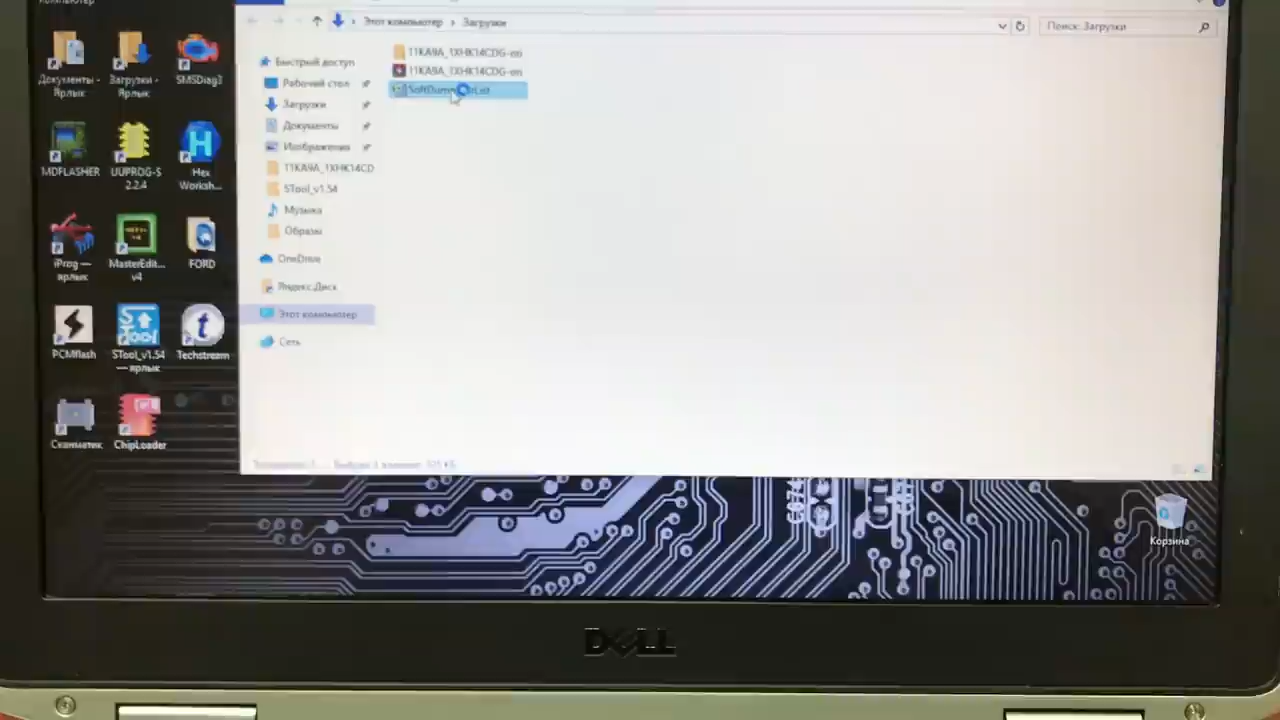 Этот компьютер > Загрузки
Поиск: Загрузки
11KA9A_1XHK14CDG-en
11KA9A_1XHK14CDG-en
Быстрый доступ
Рабочий стол
Загрузки
Документы
Изображения
11KA9A_1XHK14CD
STool_v1.54
Музыка
Образы
OneDrive
Яндекс.Диск
Этот компьютер
Сеть
Документы - Ярлык
Загрузки - Ярлык
SMSDiag3
MDFLASHER
UUPROG-S 2.2.4
Hex Worksh...
iProg — ярлык
MasterEdit... v4
FORD
PCMflash
STool_v1.54 — ярлык
Techstream
Сканматик
ChipLoader
Корзина
DELL